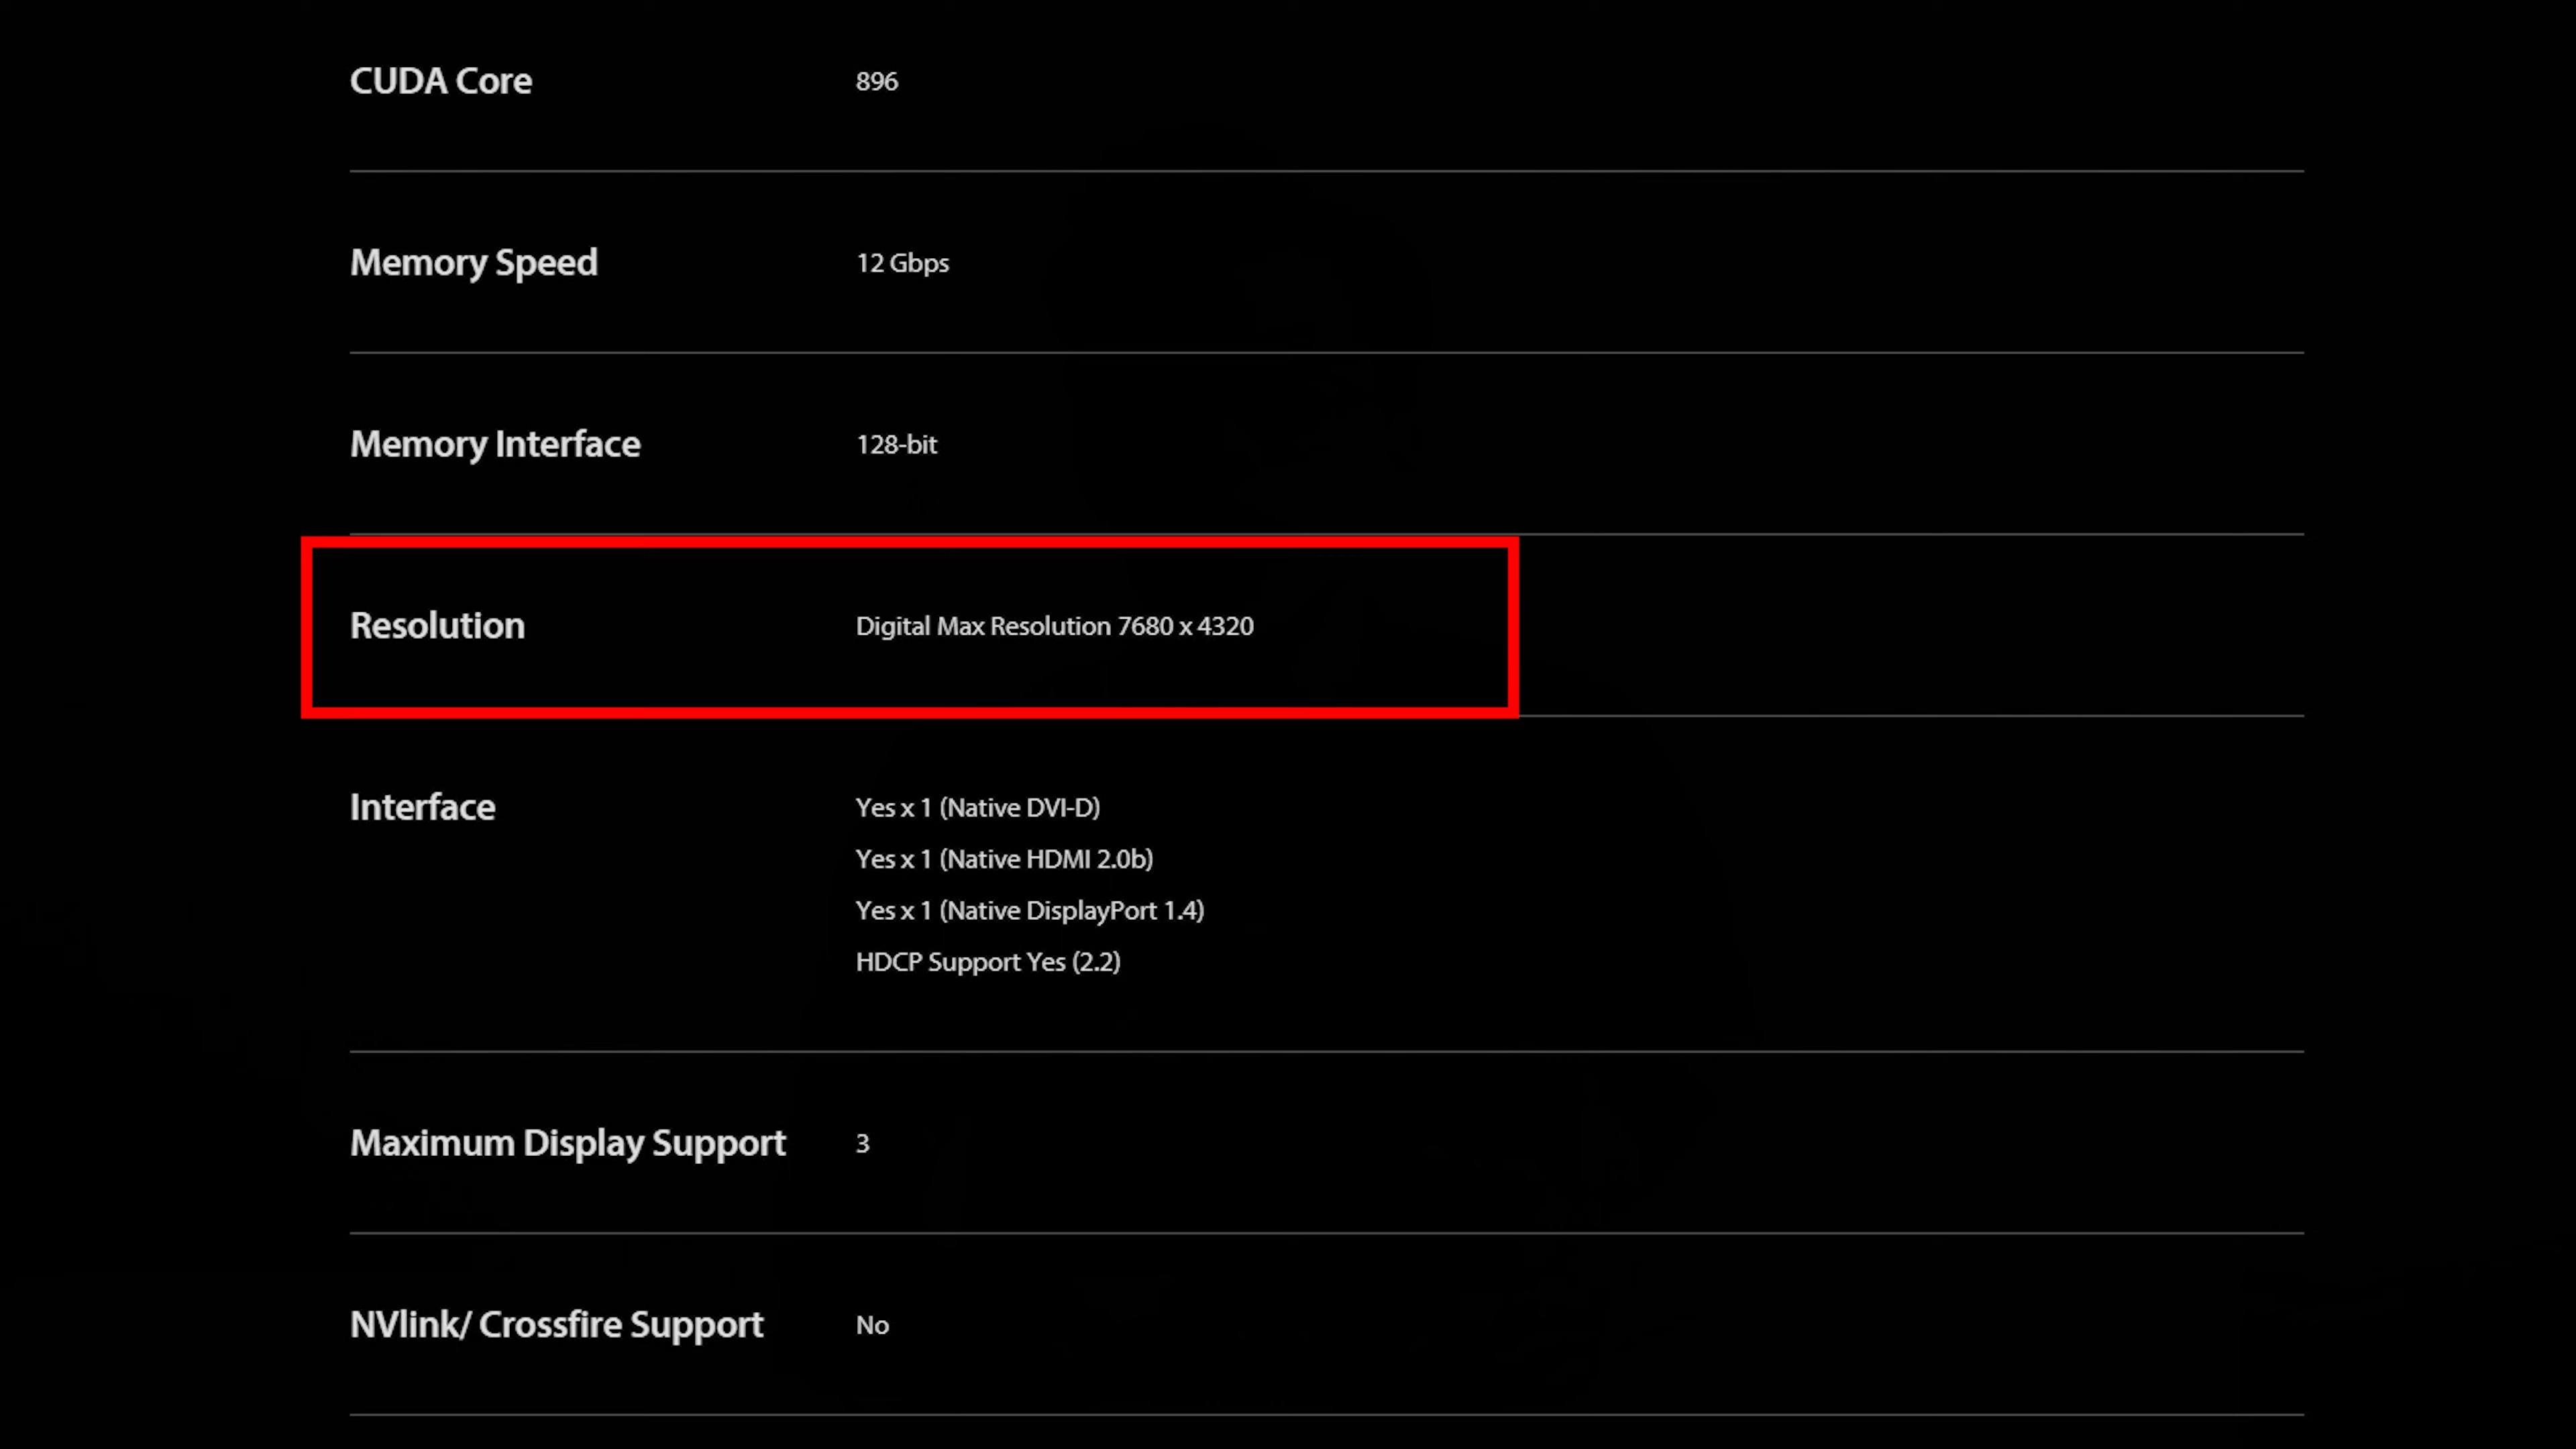 CUDA Core 896
Memory Speed 12 Gbps
Memory Interface 128-bit
Resolution Digital Max Resolution 7680 x 4320
Interface Yes x 1 (Native DVI-D)
Yes x 1 (Native HDMI 2.0b)
Yes x 1 (Native DisplayPort 1.4)
HDCP Support Yes (2.2)
Maximum Display Support 3
NVlink/ Crossfire Support No